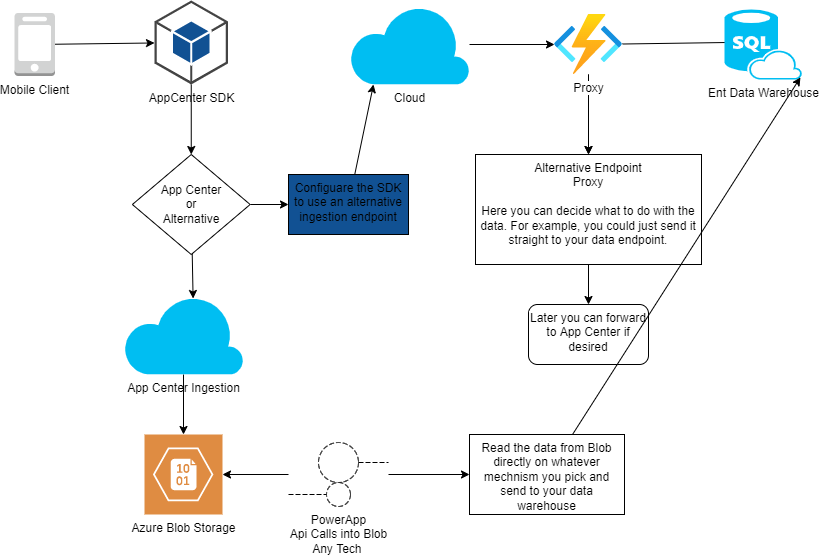 Mobile Client
AppCenter SDK
Cloud
Proxy
SQL
Ent Data Warehouse
App Center
or
Alternative
Configuare the SDK
to use an alternative
ingestion endpoint
Alternative Endpoint
Proxy
Here you can decide what to do with the
data. For example, you could just send it
straight to your data endpoint.
Later you can forward
to App Center if
desired
App Center Ingestion
10
01
Azure Blob Storage
PowerApp
Api Calls into Blob
Any Tech
Read the data from Blob
directly on whatever
mechnism you pick and
send to your data
warehouse